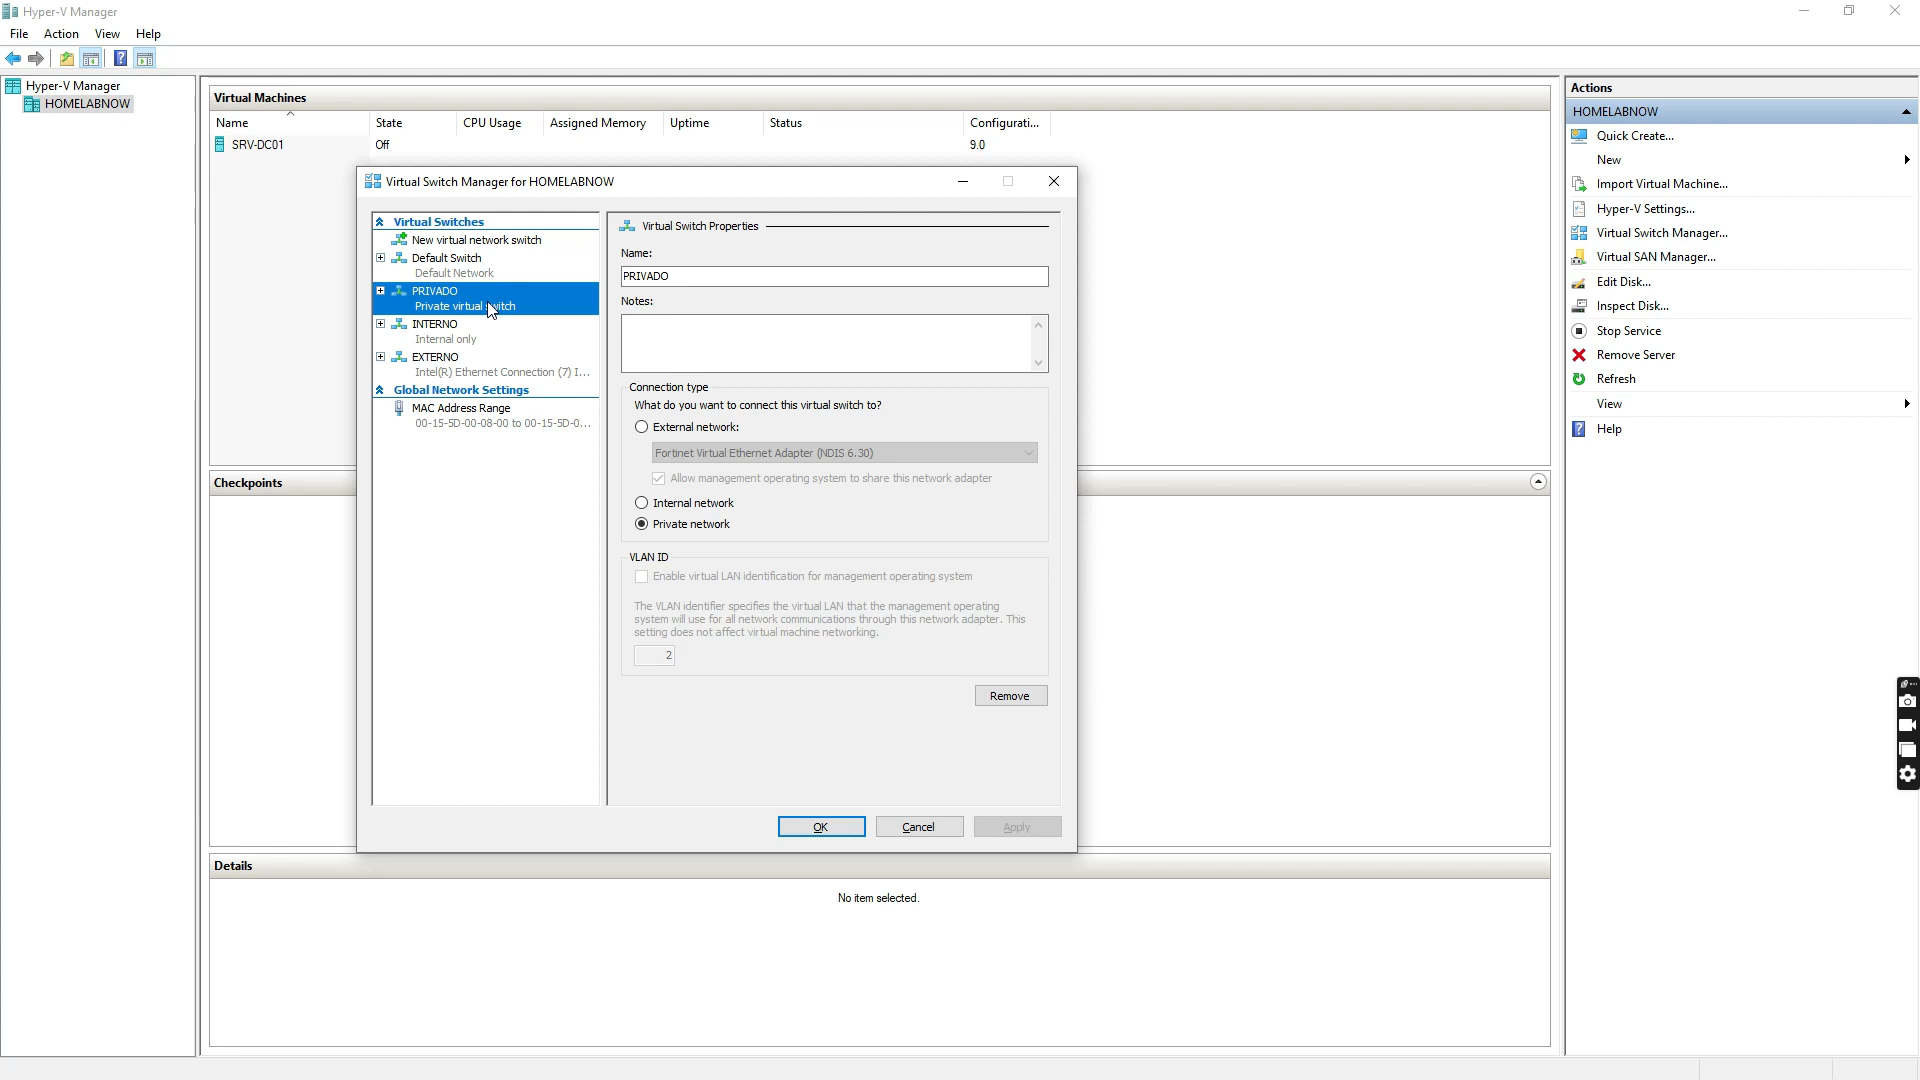 Hyper-V Manager
File Action View Help
Hyper-V Manager
HOMELABNOW
Virtual Machines
Name State CPU Usage Assigned Memory Uptime Status Configurati...
SRV-DC01 Off 9.0
Virtual Switch Manager for HOMELABNOW
Virtual Switches
New virtual network switch
Default Switch
Default Network
PRIVADO
Private virtual switch
INTERNO
Internal only
EXTERNO
Intel(R) Ethernet Connection (7) I...
Global Network Settings
MAC Address Range
00-15-5D-00-08-00 to 00-15-5D-0...
Virtual Switch Properties
Name:
PRIVADO
Notes:
Connection type
What do you want to connect this virtual switch to?
External network:
Fortinet Virtual Ethernet Adapter (NDIS 6.30)
Allow management operating system to share this network adapter
Internal network
Private network
VLAN ID
Enable virtual LAN identification for management operating system
The VLAN identifier specifies the virtual LAN that the management operating
system will use for all network communications through this network adapter. This
setting does not affect virtual machine networking.
2
Remove
OK Cancel Apply
Checkpoints
Details
No item selected.
Actions
HOMELABNOW
Quick Create...
New
Import Virtual Machine...
Hyper-V Settings...
Virtual Switch Manager...
Virtual SAN Manager...
Edit Disk...
Inspect Disk...
Stop Service
Remove Server
Refresh
View
Help